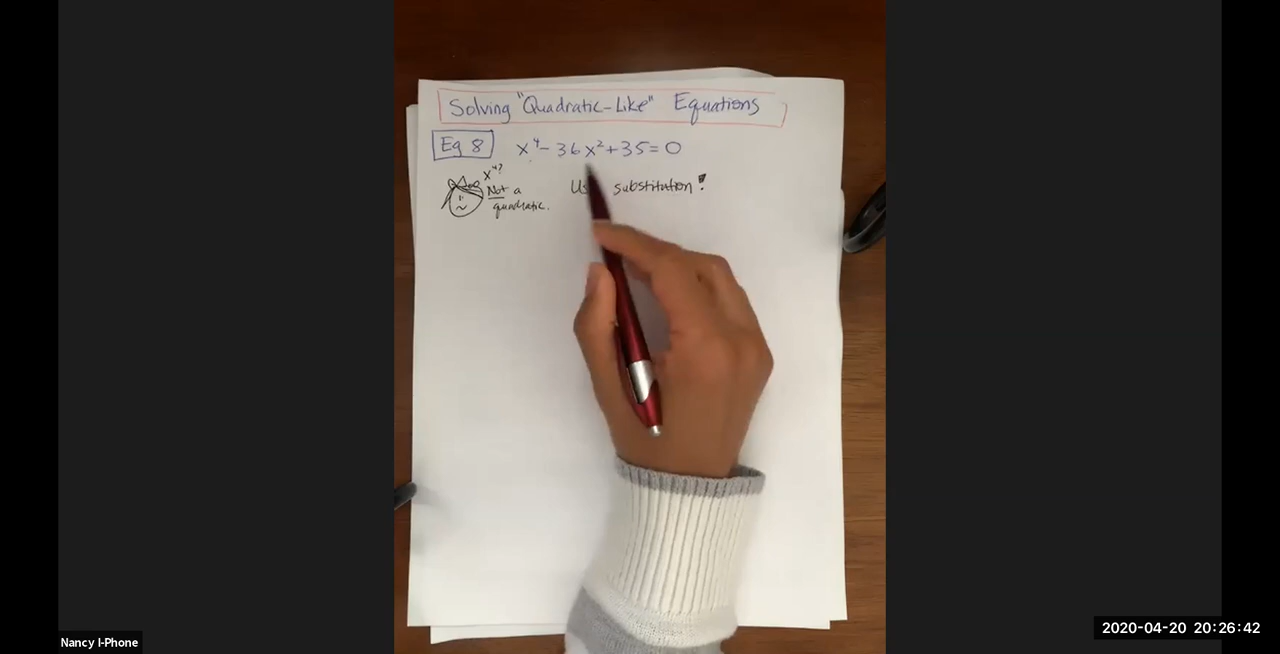 Solving "Quadratic-Like" Equations
Eg 8 x⁴ - 36x² + 35 = 0
x⁴?
Not a
quadratic.
substitution!
Nancy I-Phone
2020-04-20 20:26:42